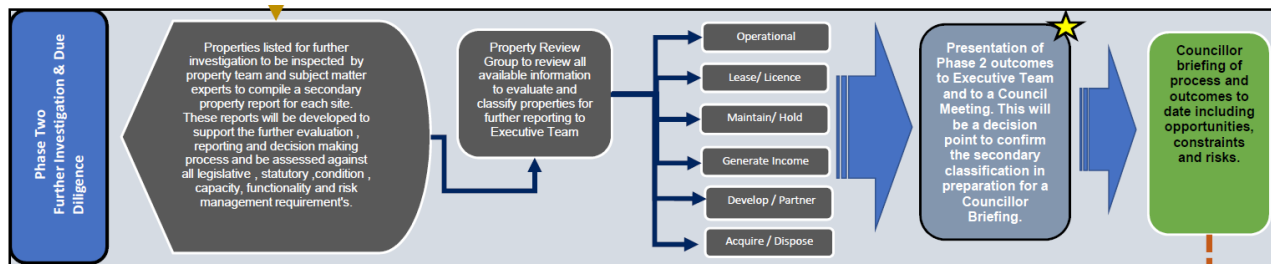 Phase Two
Further Investigation & Due
Diligence
Properties listed for further
investigation to be inspected by
property team and subject matter
experts to compile a secondary
property report for each site.
These reports will be developed to
support the further evaluation ,
reporting and decision making
process and be assessed against
all legislative , statutory ,condition ,
capacity, functionality and risk
management requirement's.
Property Review
Group to review all
available information
to evaluate and
classify properties for
further reporting to
Executive Team
Operational
Lease/ Licence
Maintain/ Hold
Generate Income
Develop / Partner
Acquire / Dispose
Presentation of
Phase 2 outcomes
to Executive Team
and to a Council
Meeting. This will
be a decision
point to confirm
the secondary
classification in
preparation for a
Councillor
Briefing.
Councillor
briefing of
process and
outcomes to
date including
opportunities,
constraints
and risks.